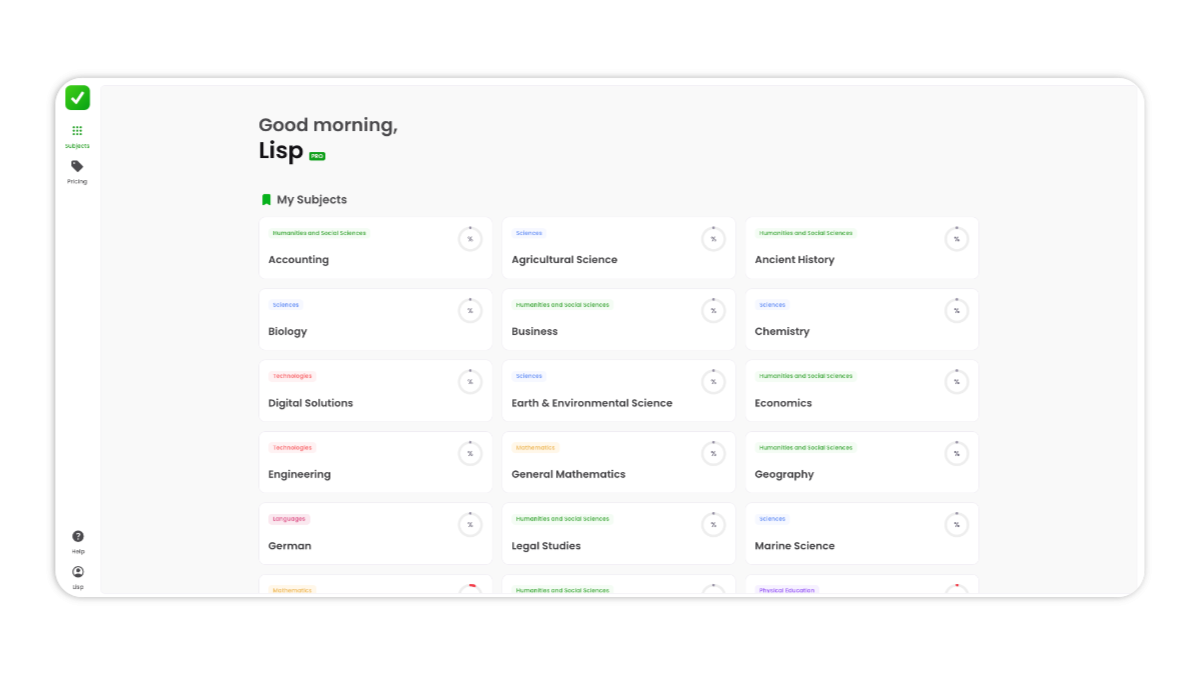 Good morning,
Lisp PRO
Subjects
Pricing
My Subjects
Humanities and Social Sciences
%
Accounting
Sciences
%
Agricultural Science
Humanities and Social Sciences
%
Ancient History
Sciences
%
Biology
Humanities and Social Sciences
%
Business
Sciences
%
Chemistry
Technologies
%
Digital Solutions
Sciences
%
Earth & Environmental Science
Humanities and Social Sciences
%
Economics
Technologies
%
Engineering
Mathematics
%
General Mathematics
Humanities and Social Sciences
%
Geography
Languages
%
German
Humanities and Social Sciences
%
Legal Studies
Sciences
%
Marine Science
Mathematics
Humanities and Social Sciences
Physical Education
Help
Lisp